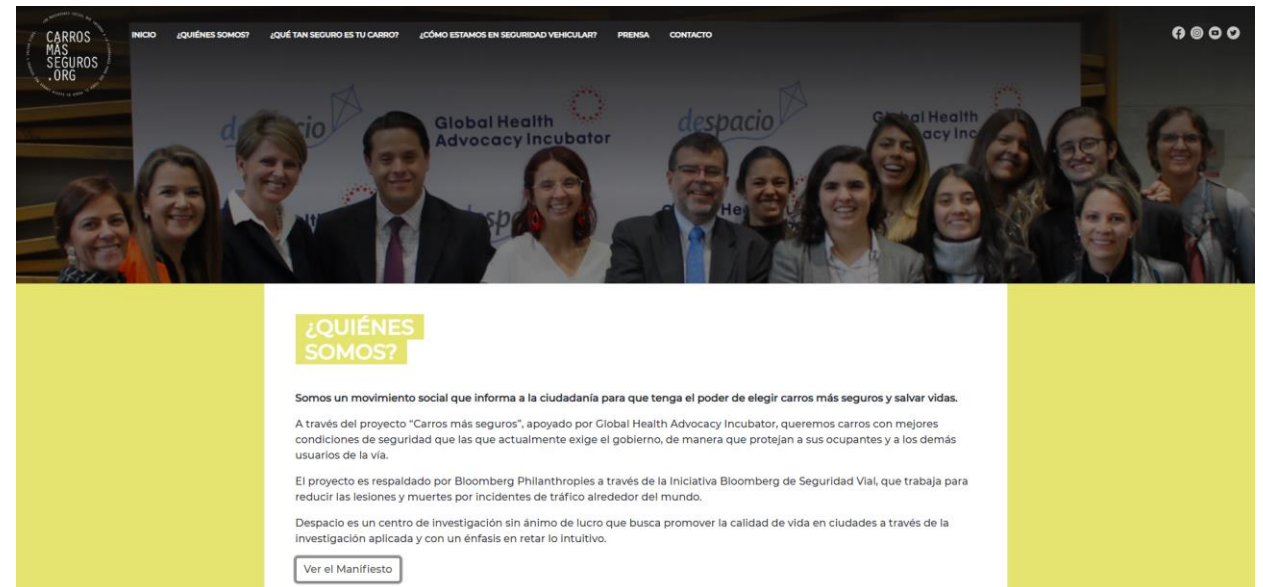 CARROS
MÁS
SEGUROS
.ORG
INICIO ¿QUIÉNES SOMOS? ¿QUÉ TAN SEGURO ES TU CARRO? ¿CÓMO ESTAMOS EN SEGURIDAD VEHICULAR? PRENSA CONTACTO
despacio Global Health
Advocacy Incubator
despacio
¿QUIÉNES
SOMOS?
Somos un movimiento social que informa a la ciudadanía para que tenga el poder de elegir carros más seguros y salvar vidas.
A través del proyecto “Carros más seguros”, apoyado por Global Health Advocacy Incubator, queremos carros con mejores
condiciones de seguridad que las que actualmente exige el gobierno, de manera que protejan a sus ocupantes y a los demás
usuarios de la vía.
El proyecto es respaldado por Bloomberg Philanthropies a través de la Iniciativa Bloomberg de Seguridad Vial, que trabaja para
reducir las lesiones y muertes por incidentes de tráfico alrededor del mundo.
Despacio es un centro de investigación sin ánimo de lucro que busca promover la calidad de vida en ciudades a través de la
investigación aplicada y con un énfasis en retar lo intuitivo.
Ver el Manifiesto